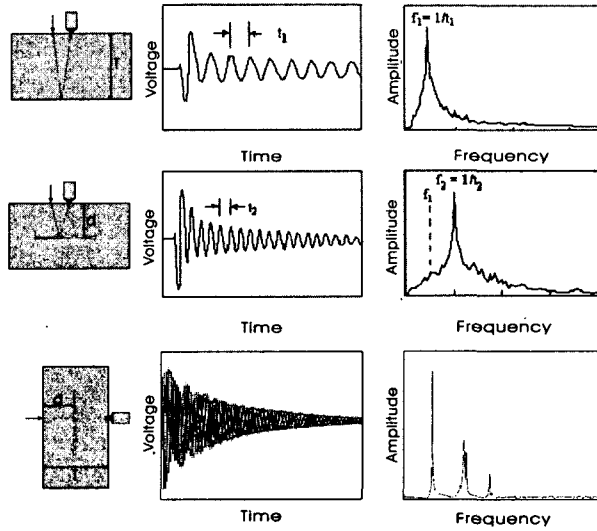 T
Voltage
t₁
Time
Amplitude
f₁= 1/t₁
Frequency
d
Voltage
t₂
Time
Amplitude
f₁
f₂ = 1/t₂
Frequency
d
Voltage
Time
Amplitude
Frequency